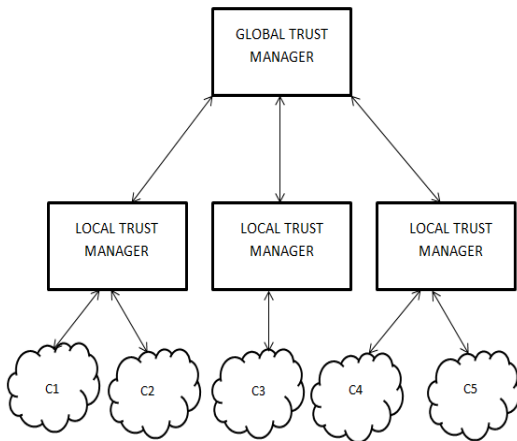 GLOBAL TRUST
MANAGER
LOCAL TRUST
MANAGER
LOCAL TRUST
MANAGER
LOCAL TRUST
MANAGER
C1
C2
C3
C4
C5